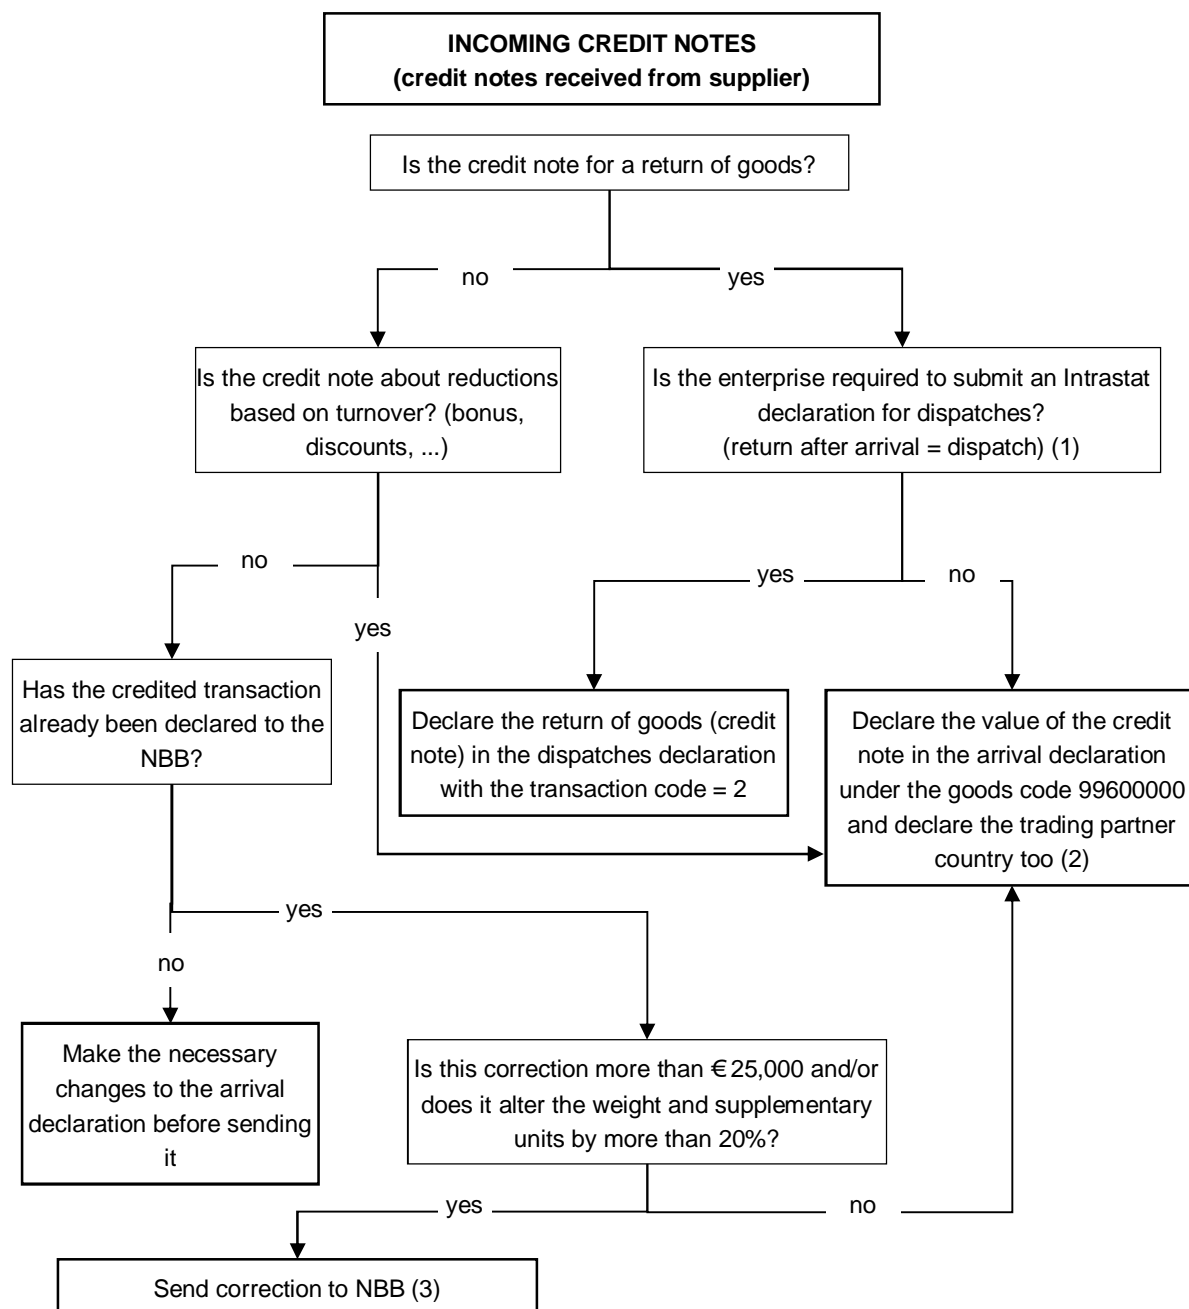 INCOMING CREDIT NOTES
(credit notes received from supplier)
Is the credit note for a return of goods?
no
yes
Is the credit note about reductions
based on turnover? (bonus,
discounts, ...)
Is the enterprise required to submit an Intrastat
declaration for dispatches?
(return after arrival = dispatch) (1)
no
yes
yes
no
Has the credited transaction
already been declared to the
NBB?
Declare the return of goods (credit
note) in the dispatches declaration
with the transaction code = 2
Declare the value of the credit
note in the arrival declaration
under the goods code 99600000
and declare the trading partner
country too (2)
yes
no
Make the necessary
changes to the arrival
declaration before sending
it
Is this correction more than € 25,000 and/or
does it alter the weight and supplementary
units by more than 20%?
yes
no
Send correction to NBB (3)